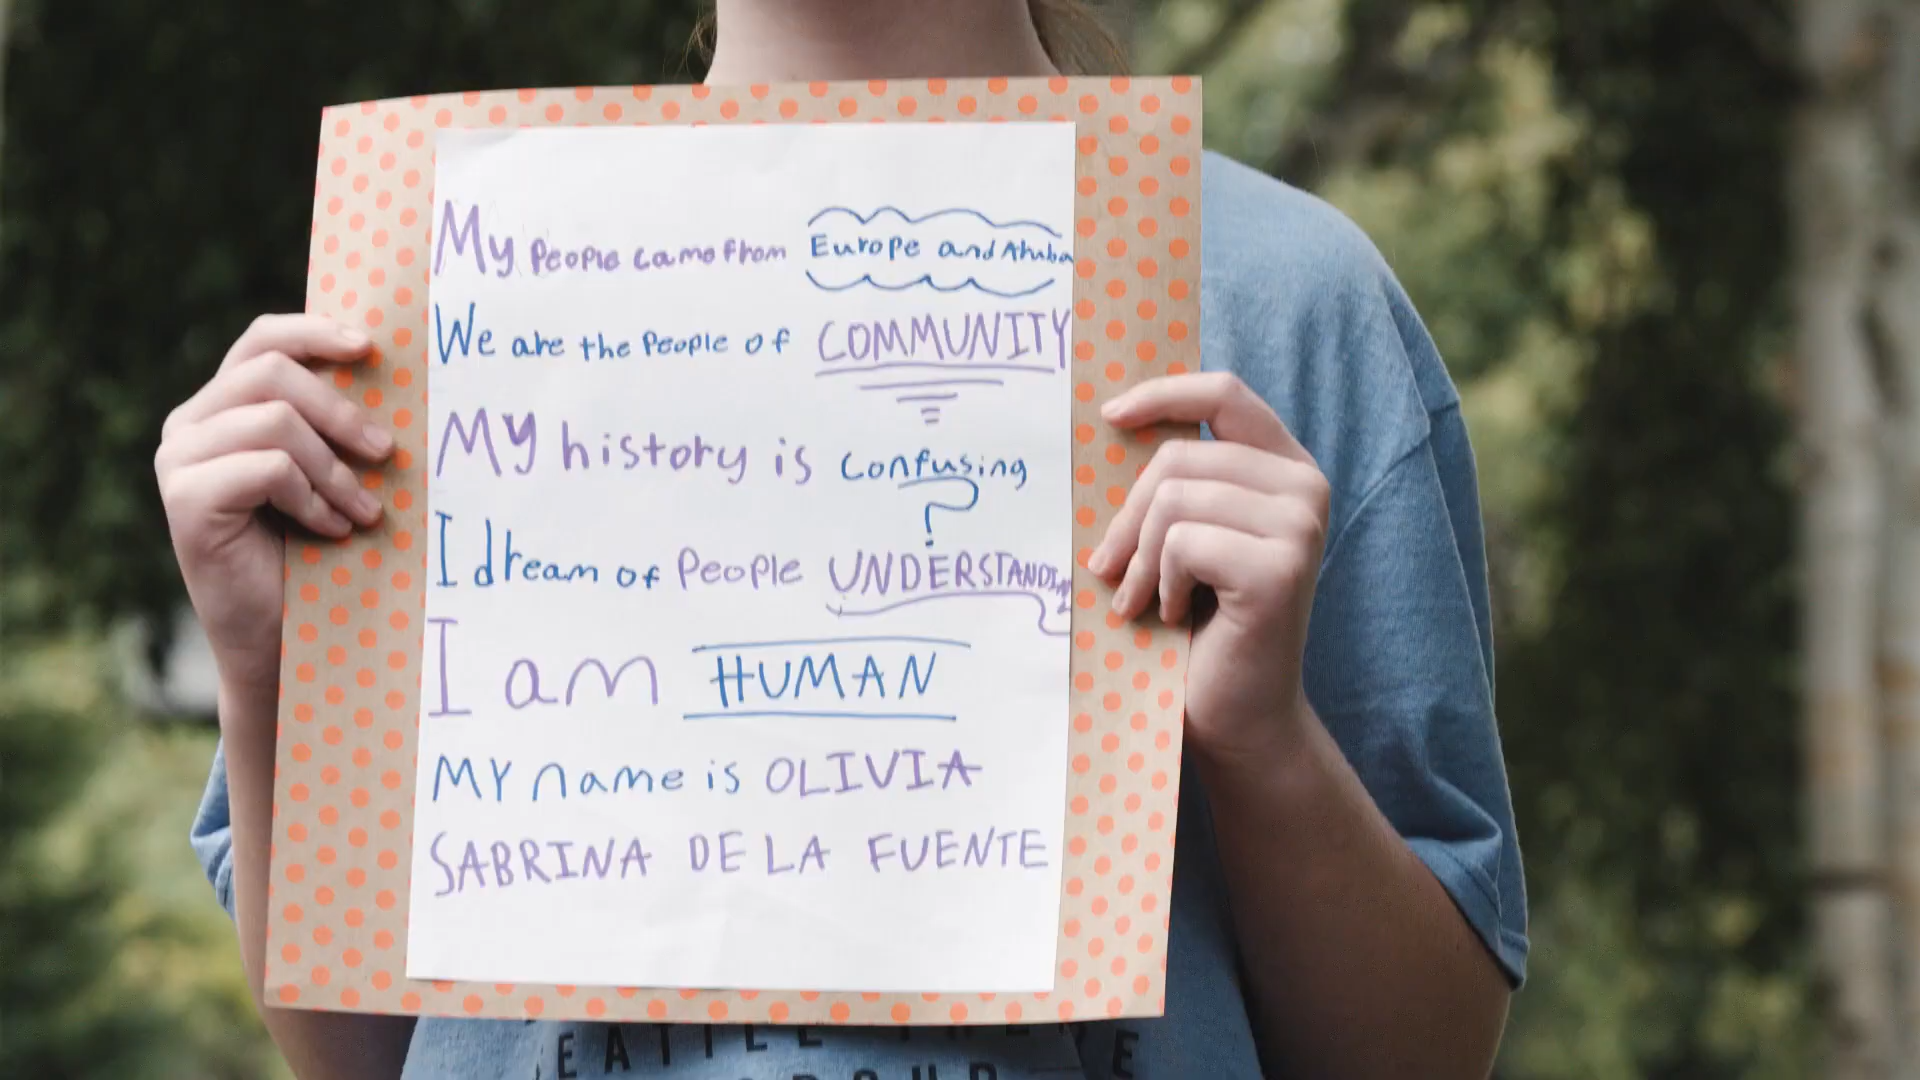 My People came from Europe and Aruba
We are the People of COMMUNITY
My history is confusing
?
I dream of People UNDERSTANDING
I am HUMAN
MY name is OLIVIA
SABRINA DE LA FUENTE